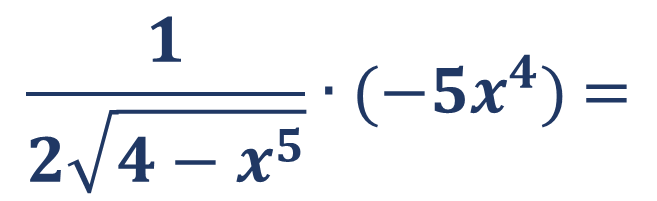 1 / 2√(4 − x⁵) · (−5x⁴) =